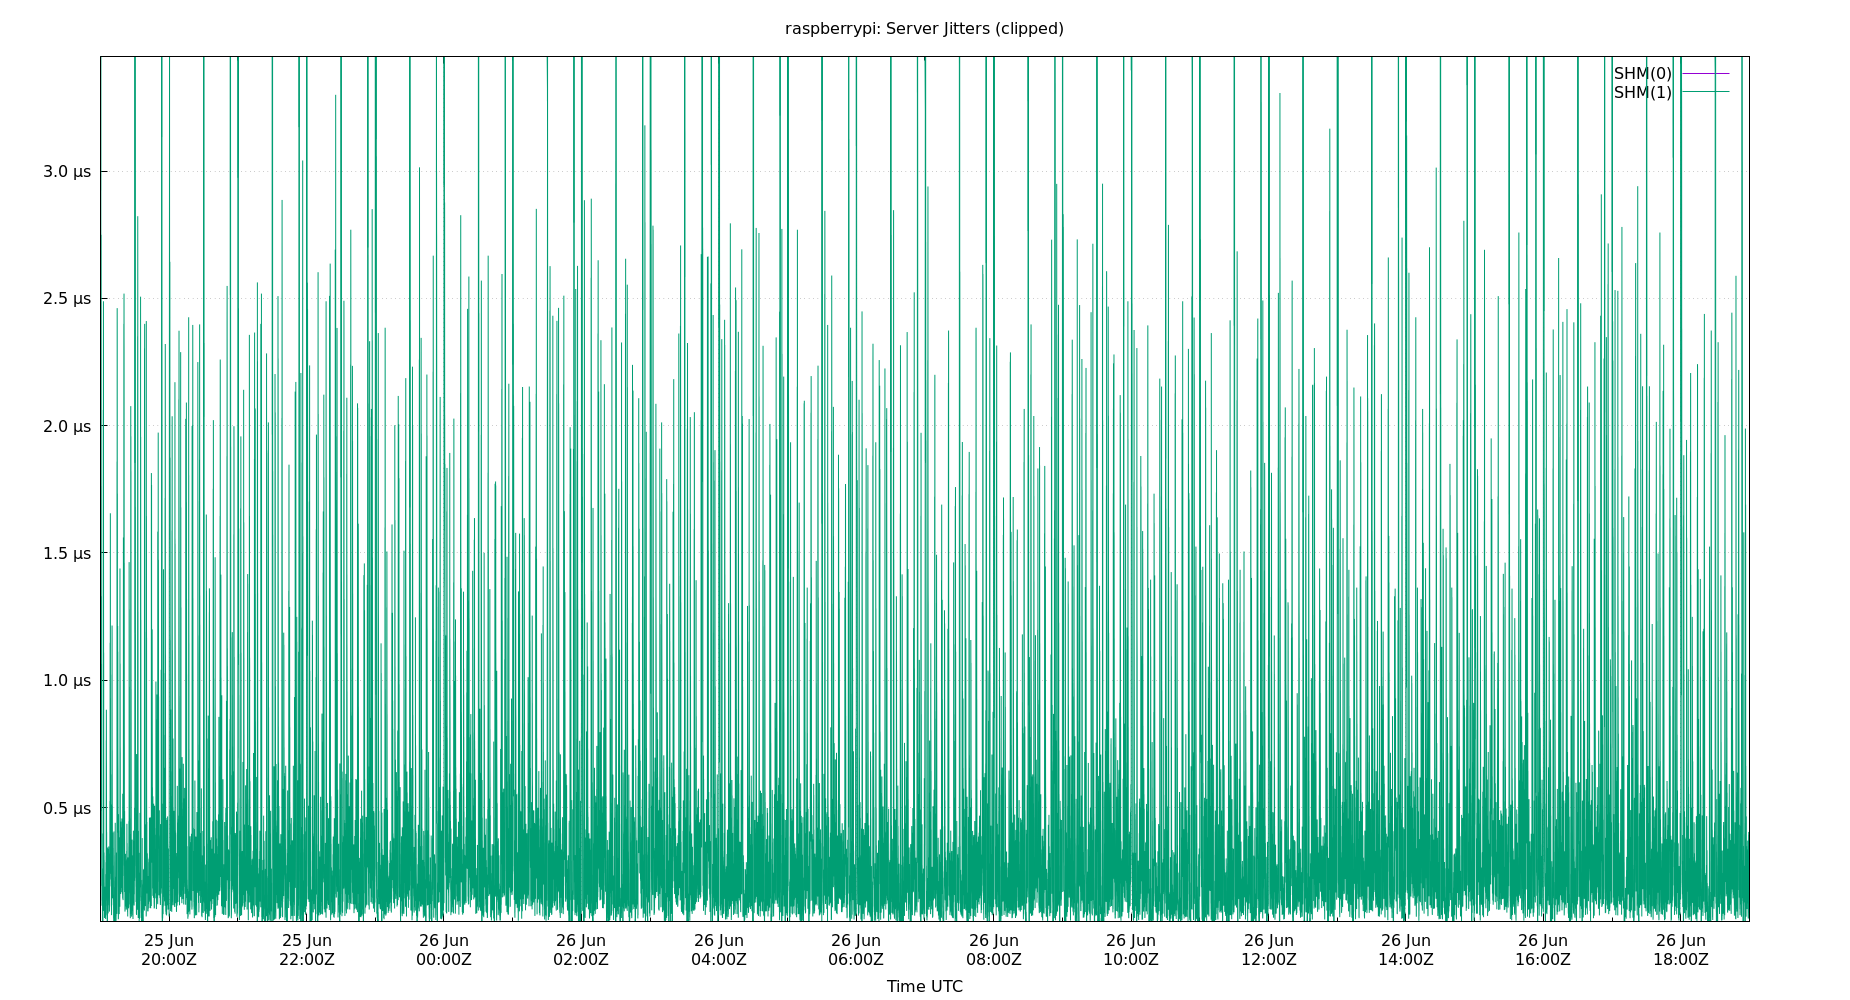 raspberrypi: Server Jitters (clipped)
SHM(0)
SHM(1)
3.0 µs
2.5 µs
2.0 µs
1.5 µs
1.0 µs
0.5 µs
25 Jun 25 Jun 26 Jun 26 Jun 26 Jun 26 Jun 26 Jun 26 Jun 26 Jun 26 Jun 26 Jun 26 Jun
20:00Z 22:00Z 00:00Z 02:00Z 04:00Z 06:00Z 08:00Z 10:00Z 12:00Z 14:00Z 16:00Z 18:00Z
Time UTC